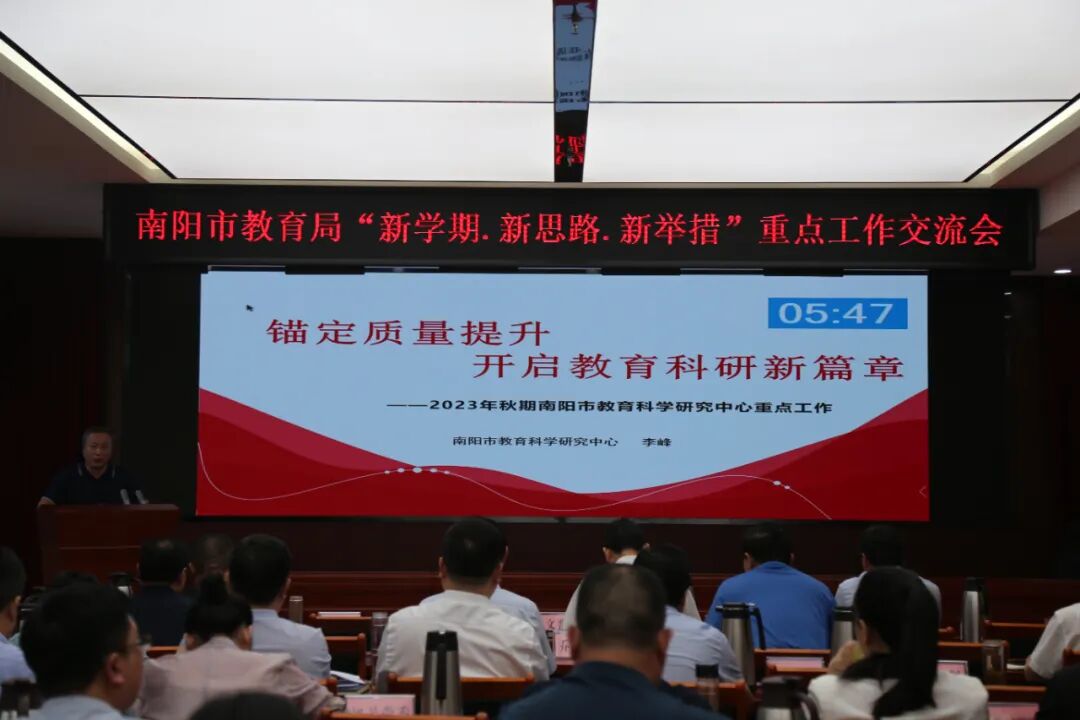 南阳市教育局“新学期.新思路.新举措”重点工作交流会
05:47
锚定质量提升
开启教育科研新篇章
——2023年秋期南阳市教育科学研究中心重点工作
南阳市教育科学研究中心 李峰